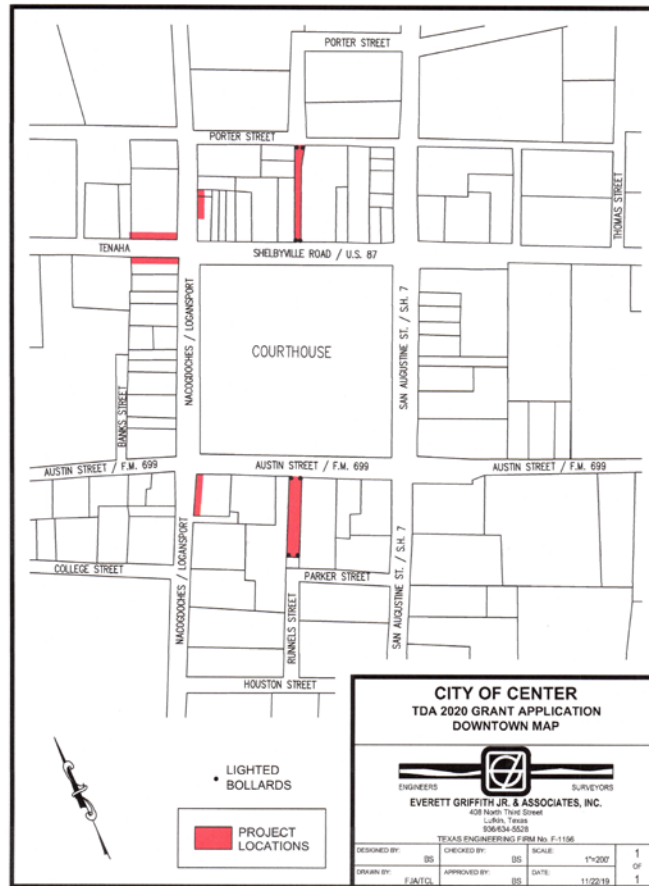 PORTER STREET
PORTER STREET
THOMAS STREET
TENAHA
SHELBYVILLE ROAD / U.S. 87
NACOGDOCHES / LOGANSPORT
COURTHOUSE
SAN AUGUSTINE ST. / S.H. 7
BANKS STREET
AUSTIN STREET / F.M. 699
AUSTIN STREET / F.M. 699
AUSTIN STREET / F.M. 699
COLLEGE STREET
NACOGDOCHES / LOGANSPORT
RUNNELS STREET
PARKER STREET
SAN AUGUSTINE ST. / S.H. 7
HOUSTON STREET
LIGHTED
BOLLARDS
PROJECT
LOCATIONS
CITY OF CENTER
TDA 2020 GRANT APPLICATION
DOWNTOWN MAP
ENGINEERS SURVEYORS
EVERETT GRIFFITH JR. & ASSOCIATES, INC.
408 North Third Street
Lufkin, Texas
936/634-5528
TEXAS ENGINEERING FIRM No. F-1156
DESIGNED BY: BS CHECKED BY: BS SCALE: 1"=200' 1
OF
DRAWN BY: FJA/TCL APPROVED BY: BS DATE: 11/22/19 1